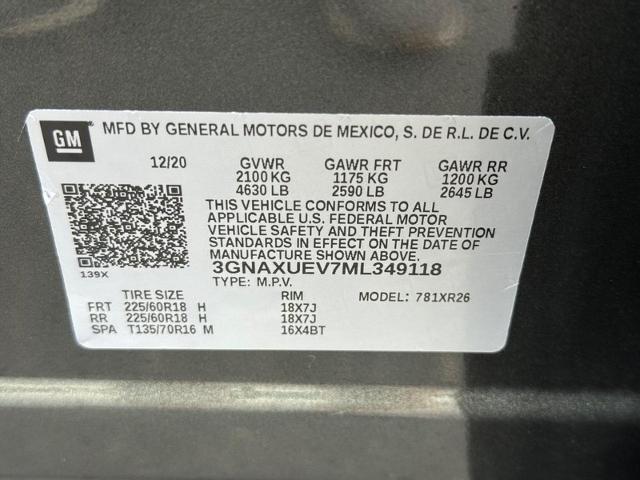 GM ® MFD BY GENERAL MOTORS DE MEXICO, S. DE R.L. DE C.V.
12/20 GVWR GAWR FRT GAWR RR
2100 KG 1175 KG 1200 KG
4630 LB 2590 LB 2645 LB
THIS VEHICLE CONFORMS TO ALL
APPLICABLE U.S. FEDERAL MOTOR
VEHICLE SAFETY AND THEFT PREVENTION
STANDARDS IN EFFECT ON THE DATE OF
MANUFACTURE SHOWN ABOVE.
139X 3GNAXUEV7ML349118
TYPE: M.P.V.
TIRE SIZE RIM MODEL: 781XR26
FRT 225/60R18 H 18X7J
RR 225/60R18 H 18X7J
SPA T135/70R16 M 16X4BT